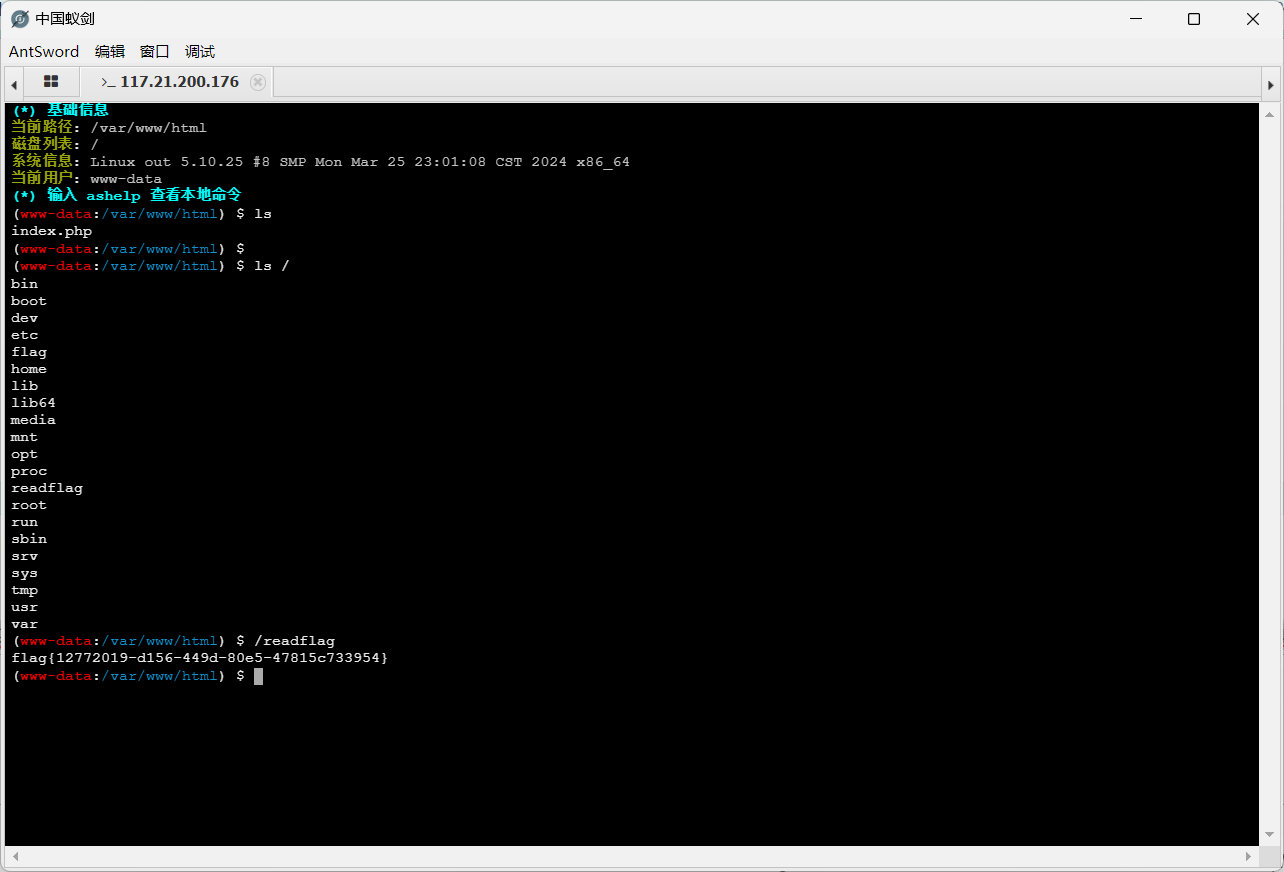 中国蚁剑
AntSword 编辑 窗口 调试
>_ 117.21.200.176
(*) 基础信息
当前路径: /var/www/html
磁盘列表: /
系统信息: Linux out 5.10.25 #8 SMP Mon Mar 25 23:01:08 CST 2024 x86_64
当前用户: www-data
(*) 输入 ashelp 查看本地命令
(www-data:/var/www/html) $ ls
index.php
(www-data:/var/www/html) $
(www-data:/var/www/html) $ ls /
bin
boot
dev
etc
flag
home
lib
lib64
media
mnt
opt
proc
readflag
root
run
sbin
srv
sys
tmp
usr
var
(www-data:/var/www/html) $ /readflag
flag{12772019-d156-449d-80e5-47815c733954}
(www-data:/var/www/html) $